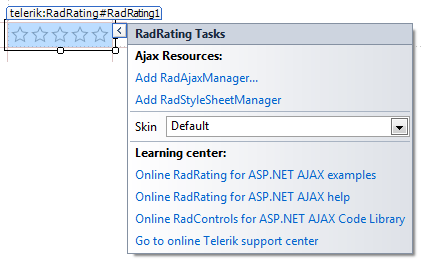 telerik:RadRating#RadRating1
RadRating Tasks
Ajax Resources:
Add RadAjaxManager...
Add RadStyleSheetManager
Skin Default
Learning center:
Online RadRating for ASP.NET AJAX examples
Online RadRating for ASP.NET AJAX help
Online RadControls for ASP.NET AJAX Code Library
Go to online Telerik support center